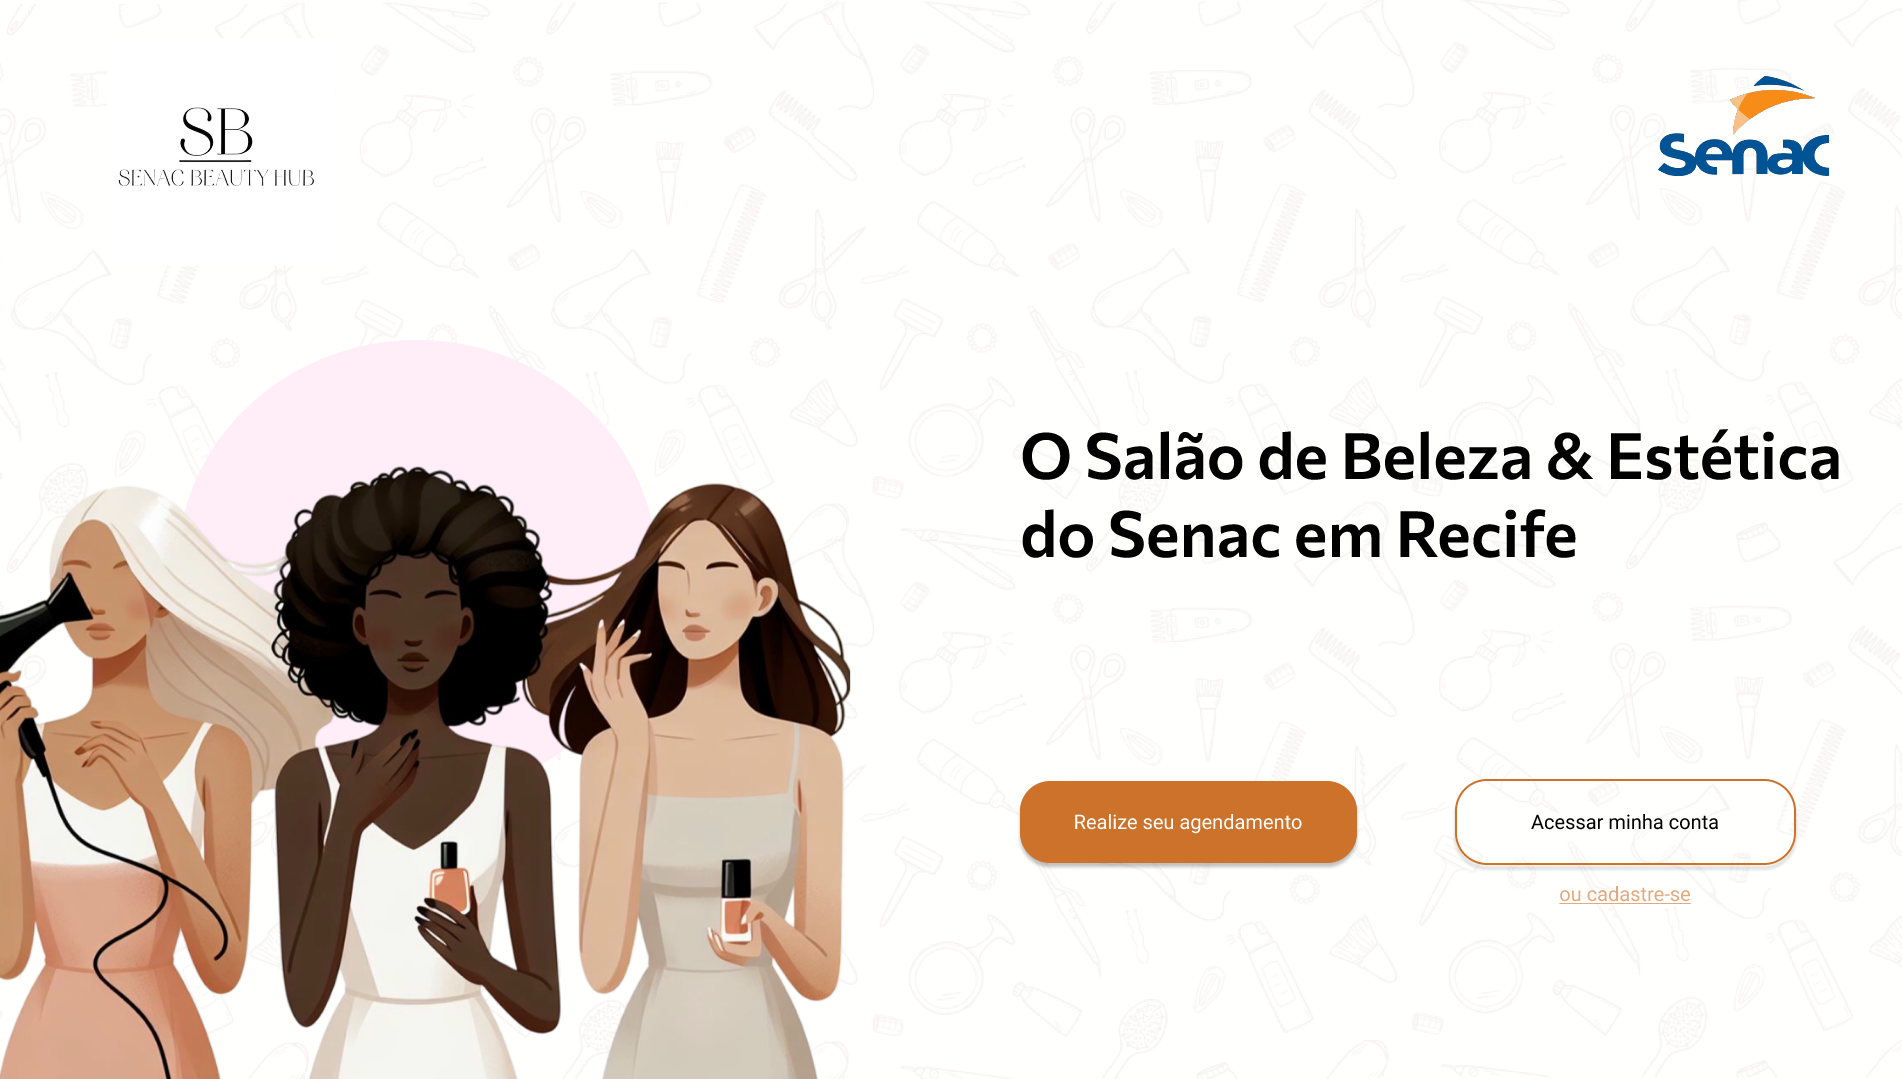 SB
SENAC BEAUTY HUB
senac
O Salão de Beleza & Estética
do Senac em Recife
Realize seu agendamento
Acessar minha conta
ou cadastre-se